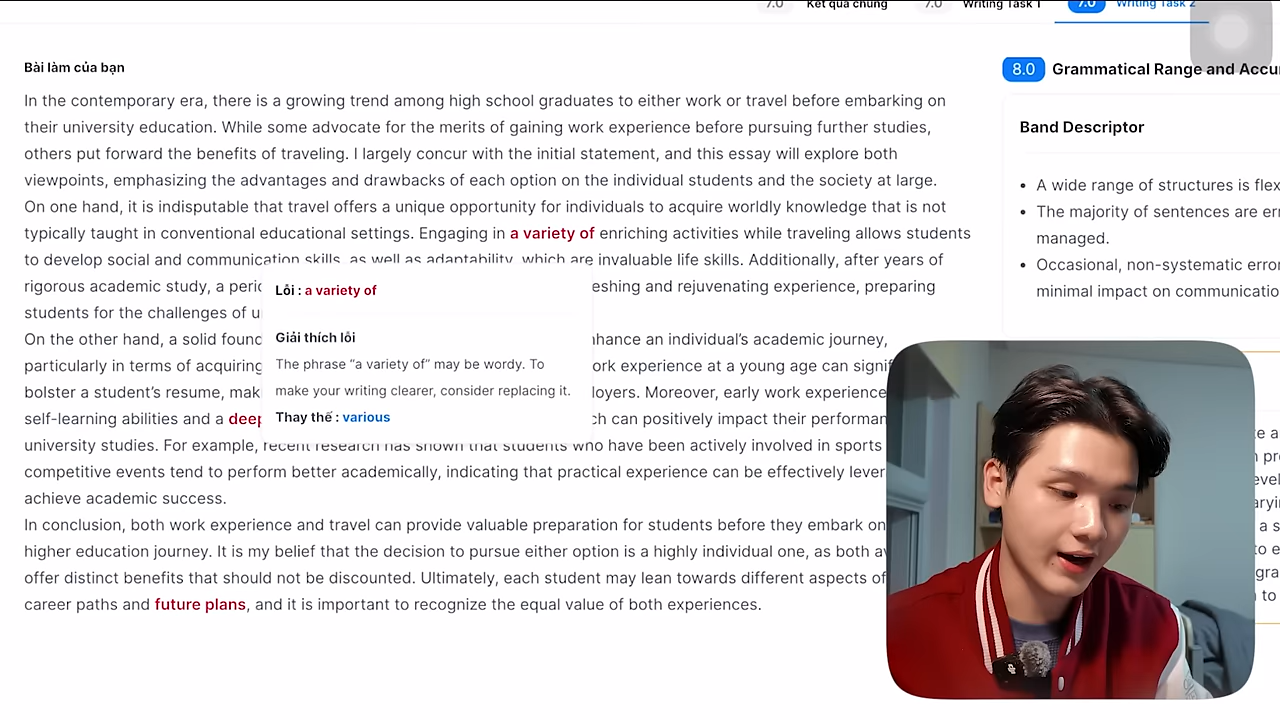 7.0 Kết quả chung 7.0 Writing Task 1 7.0 Writing Task 2
Bài làm của bạn
In the contemporary era, there is a growing trend among high school graduates to either work or travel before embarking on
their university education. While some advocate for the merits of gaining work experience before pursuing further studies,
others put forward the benefits of traveling. I largely concur with the initial statement, and this essay will explore both
viewpoints, emphasizing the advantages and drawbacks of each option on the individual students and the society at large.
On one hand, it is indisputable that travel offers a unique opportunity for individuals to acquire worldly knowledge that is not
typically taught in conventional educational settings. Engaging in a variety of enriching activities while traveling allows students
to develop social and communication skills, as well as adaptability, which are invaluable life skills. Additionally, after years of
rigorous academic study, a and rejuvenating experience, preparing
students for the challenges of
On the other hand, a solid an individual’s academic journey,
particularly in terms of acquiring experience at a young age can
bolster a student’s resume, Moreover, early work experience
self-learning abilities and a can positively impact their
university studies. For example, recent research has shown that students who have been actively involved in sports
competitive events tend to perform better academically, indicating that practical experience can be effectively
achieve academic success.
In conclusion, both work experience and travel can provide valuable preparation for students before they embark on
higher education journey. It is my belief that the decision to pursue either option is a highly individual one, as both
offer distinct benefits that should not be discounted. Ultimately, each student may lean towards different aspects of
career paths and future plans, and it is important to recognize the equal value of both experiences.
Lỗi : a variety of
Giải thích lỗi
The phrase “a variety of” may be wordy. To
make your writing clearer, consider replacing it.
Thay thế : various
8.0 Grammatical Range and
Band Descriptor
• A wide range of structures is
• The majority of sentences are
managed.
• Occasional, non-systematic
minimal impact on